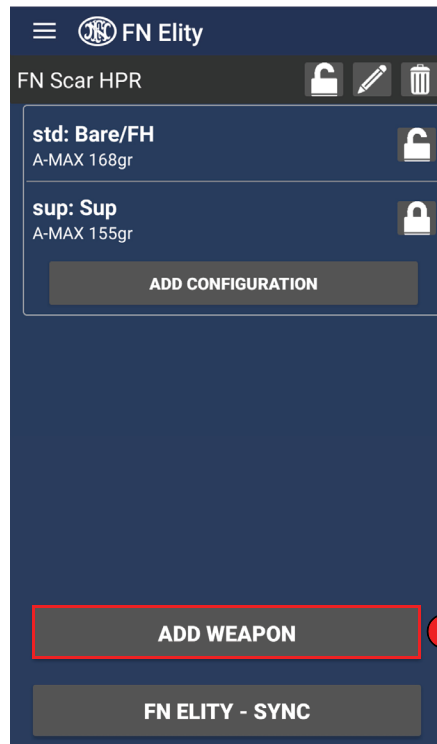 FN Elity
FN Scar HPR
std: Bare/FH
A-MAX 168gr
sup: Sup
A-MAX 155gr
ADD CONFIGURATION
ADD WEAPON
FN ELITY - SYNC